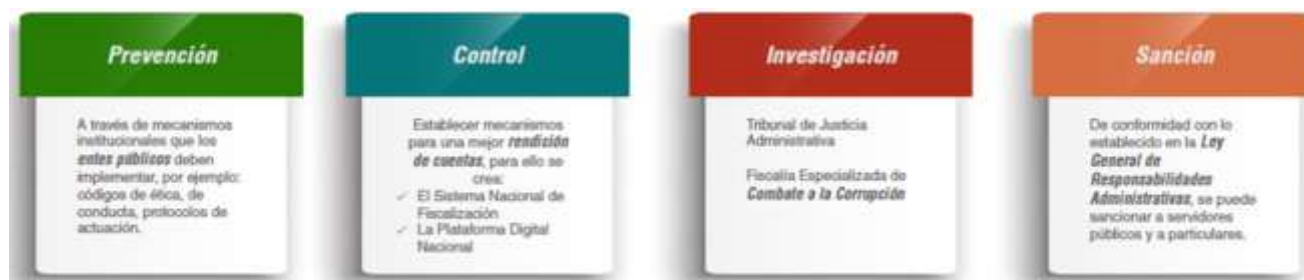 Prevención
A través de mecanismos
institucionales que los
entes públicos deben
implementar, por ejemplo:
códigos de ética, de
conducta, protocolos de
actuación.
Control
Establecer mecanismos
para una mejor rendición
de cuentas, para ello se
crea:
✓ El Sistema Nacional de
Fiscalización
✓ La Plataforma Digital
Nacional
Investigación
Tribunal de Justicia
Administrativa
Fiscalía Especializada de
Combate a la Corrupción
Sanción
De conformidad con lo
establecido en la Ley
General de
Responsabilidades
Administrativas, se puede
sancionar a servidores
públicos y a particulares.